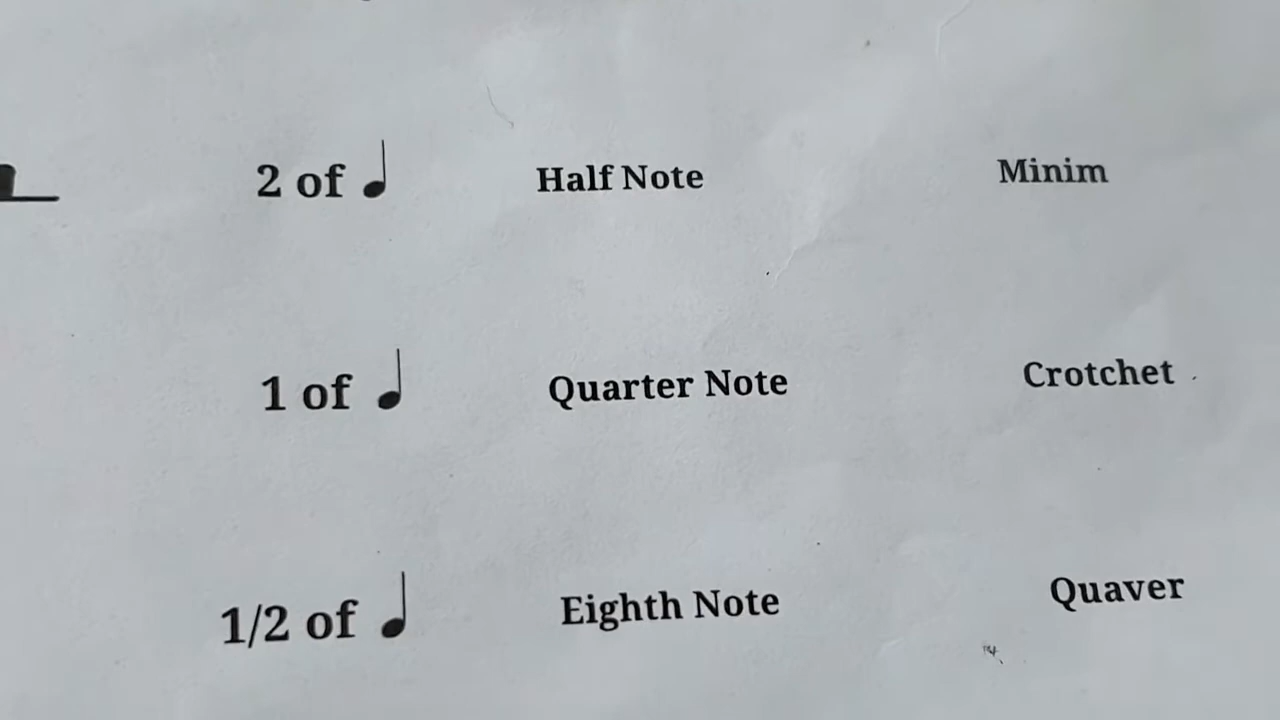 2 of ♩ Half Note Minim
1 of ♩ Quarter Note Crotchet
1/2 of ♩ Eighth Note Quaver